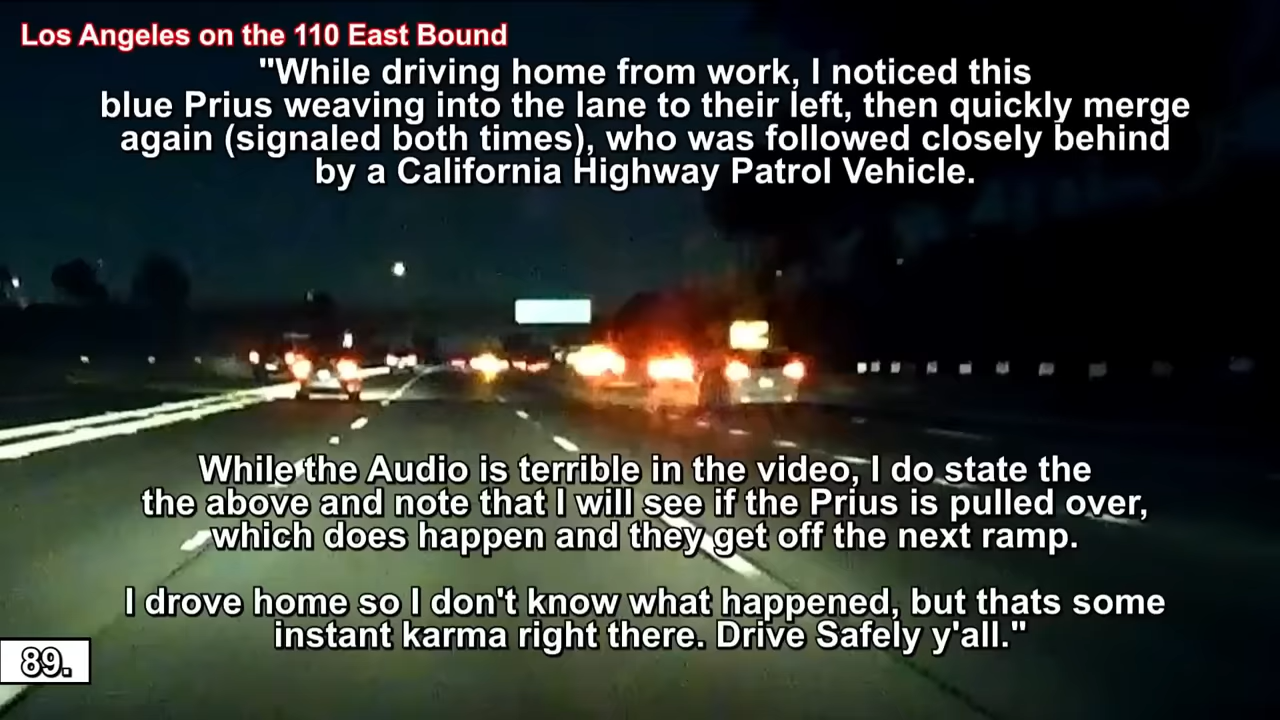 Los Angeles on the 110 East Bound
"While driving home from work, I noticed this
blue Prius weaving into the lane to their left, then quickly merge
again (signaled both times), who was followed closely behind
by a California Highway Patrol Vehicle.
While the Audio is terrible in the video, I do state the
the above and note that I will see if the Prius is pulled over,
which does happen and they get off the next ramp.
I drove home so I don't know what happened, but thats some
instant karma right there. Drive Safely y'all."
89.